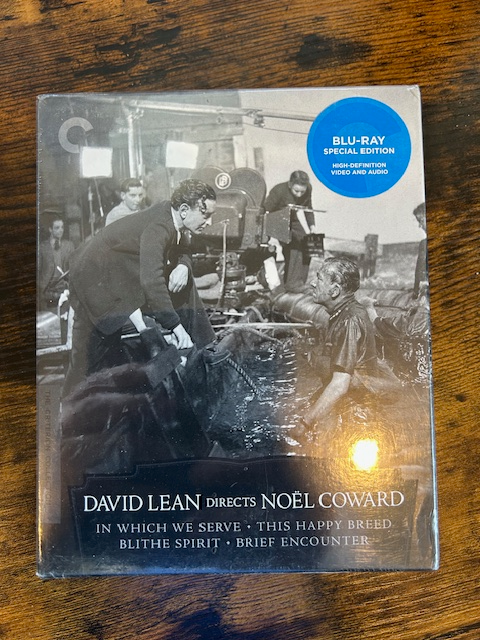 BLU-RAY
SPECIAL EDITION
HIGH-DEFINITION
VIDEO AND AUDIO
DAVID LEAN DIRECTS NOËL COWARD
IN WHICH WE SERVE • THIS HAPPY BREED
BLITHE SPIRIT • BRIEF ENCOUNTER